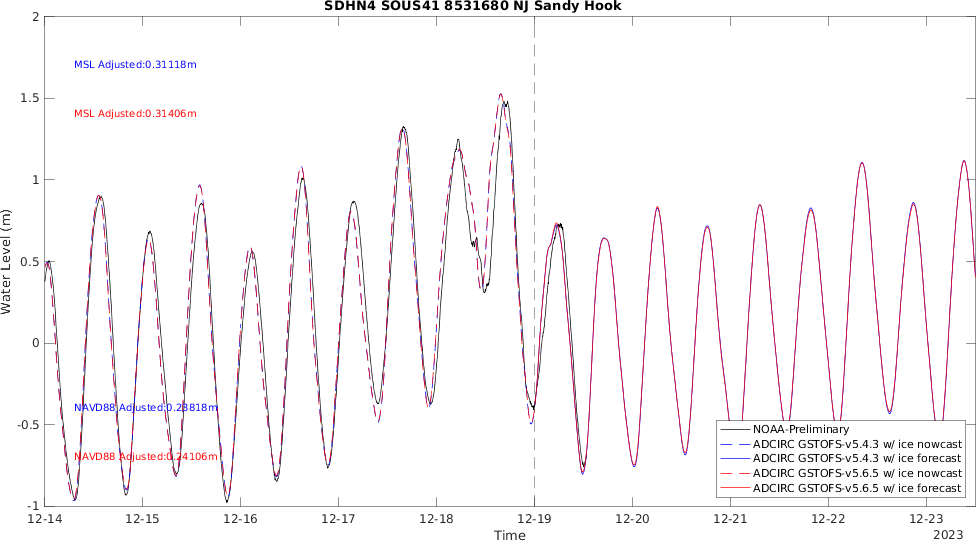 SDHN4 SOUS41 8531680 NJ Sandy Hook
2
1.5
1
0.5
0
-0.5
-1
Water Level (m)
MSL Adjusted:0.31118m
MSL Adjusted:0.31406m
NAVD88 Adjusted:0.23818m
NAVD88 Adjusted:0.24106m
NOAA-Preliminary
ADCIRC GSTOFS-v5.4.3 w/ ice nowcast
ADCIRC GSTOFS-v5.4.3 w/ ice forecast
ADCIRC GSTOFS-v5.6.5 w/ ice nowcast
ADCIRC GSTOFS-v5.6.5 w/ ice forecast
12-14 12-15 12-16 12-17 12-18 12-19 12-20 12-21 12-22 12-23
Time
2023